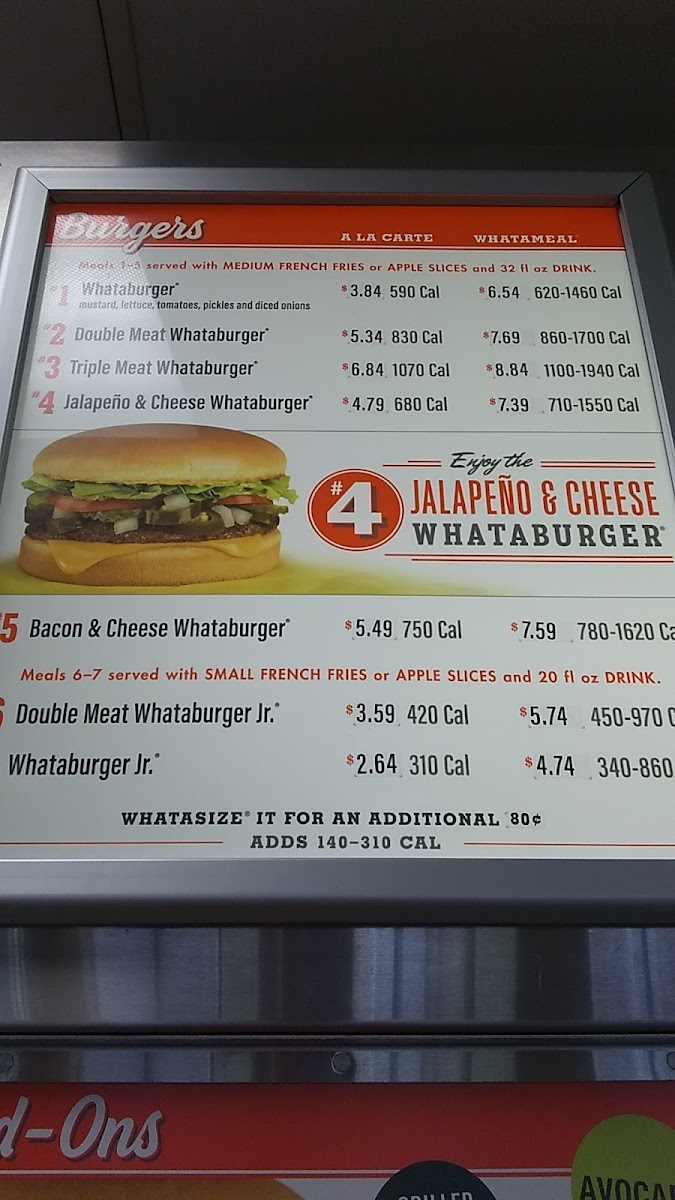 Burgers A LA CARTE WHATAMEAL®
Meals 1-5 served with MEDIUM FRENCH FRIES or APPLE SLICES and 32 fl oz DRINK.
#1 Whataburger® $3.84 590 Cal $6.54 620-1460 Cal
mustard, lettuce, tomatoes, pickles and diced onions
#2 Double Meat Whataburger® $5.34 830 Cal $7.69 860-1700 Cal
#3 Triple Meat Whataburger® $6.84 1070 Cal $8.84 1100-1940 Cal
#4 Jalapeño & Cheese Whataburger® $4.79 680 Cal $7.39 710-1550 Cal
Enjoy the
#4 JALAPEÑO & CHEESE
WHATABURGER®
5 Bacon & Cheese Whataburger® $5.49 750 Cal $7.59 780-1620 Ca
Meals 6-7 served with SMALL FRENCH FRIES or APPLE SLICES and 20 fl oz DRINK.
6 Double Meat Whataburger Jr.® $3.59 420 Cal $5.74 450-970 C
Whataburger Jr.® $2.64 310 Cal $4.74 340-860
WHATASIZE® IT FOR AN ADDITIONAL 80¢
ADDS 140-310 CAL
d-Ons
GRILLED
AVOCA